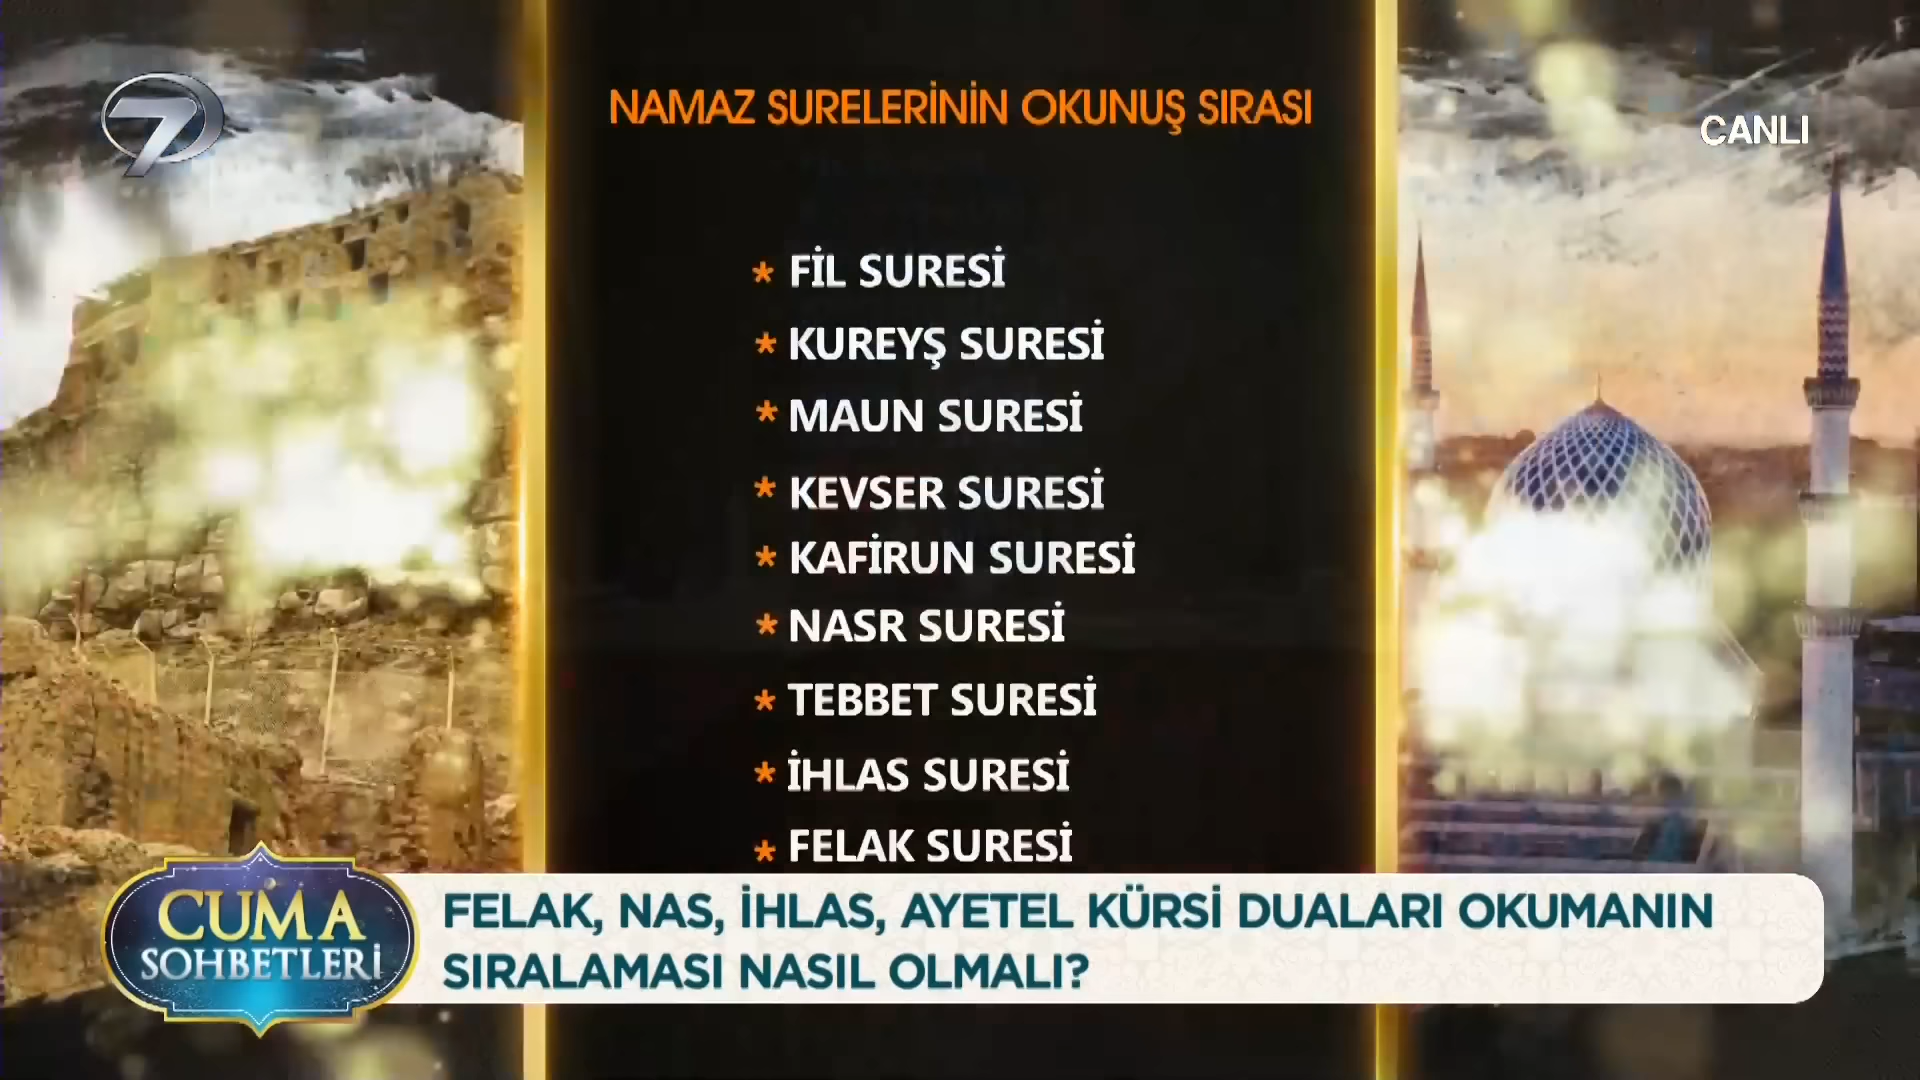 7
NAMAZ SURELERİNİN OKUNUŞ SIRASI
CANLI
* FİL SURESİ
* KUREYŞ SURESİ
* MAUN SURESİ
* KEVSER SURESİ
* KAFİRUN SURESİ
* NASR SURESİ
* TEBBET SURESİ
* İHLAS SURESİ
* FELAK SURESİ
CUMA
SOHBETLERİ
FELAK, NAS, İHLAS, AYETEL KÜRSİ DUALARI OKUMANIN
SIRALAMASI NASIL OLMALI?